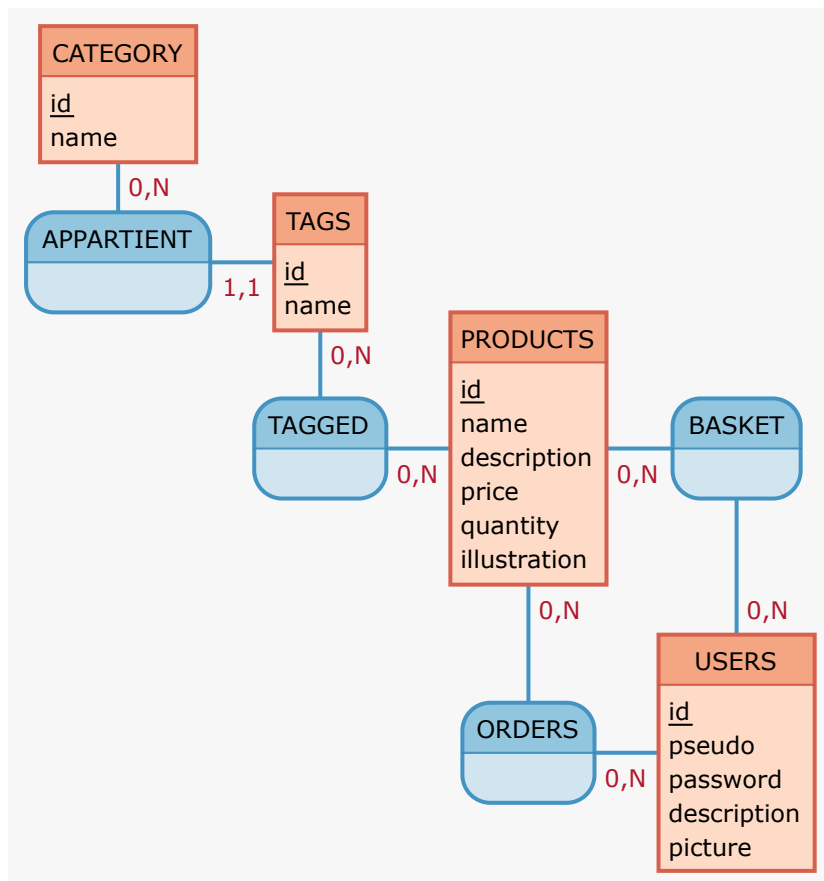 CATEGORY
id
name
0,N
APPARTIENT
1,1
TAGS
id
name
0,N
TAGGED
0,N
PRODUCTS
id
name
description
price
quantity
illustration
0,N
BASKET
0,N
0,N
ORDERS
0,N
USERS
id
pseudo
password
description
picture